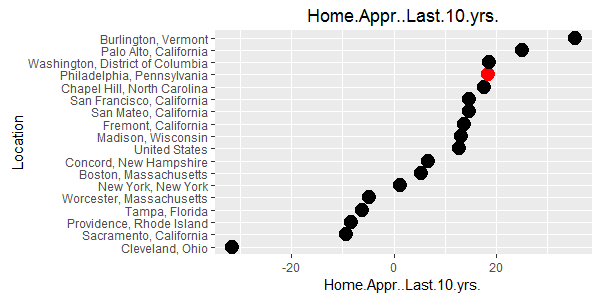 Home.Appr..Last.10.yrs.
Burlington, Vermont
Palo Alto, California
Washington, District of Columbia
Philadelphia, Pennsylvania
Chapel Hill, North Carolina
San Francisco, California
San Mateo, California
Fremont, California
Madison, Wisconsin
United States
Concord, New Hampshire
Boston, Massachusetts
New York, New York
Worcester, Massachusetts
Tampa, Florida
Providence, Rhode Island
Sacramento, California
Cleveland, Ohio
Location
-20 0 20
Home.Appr..Last.10.yrs.